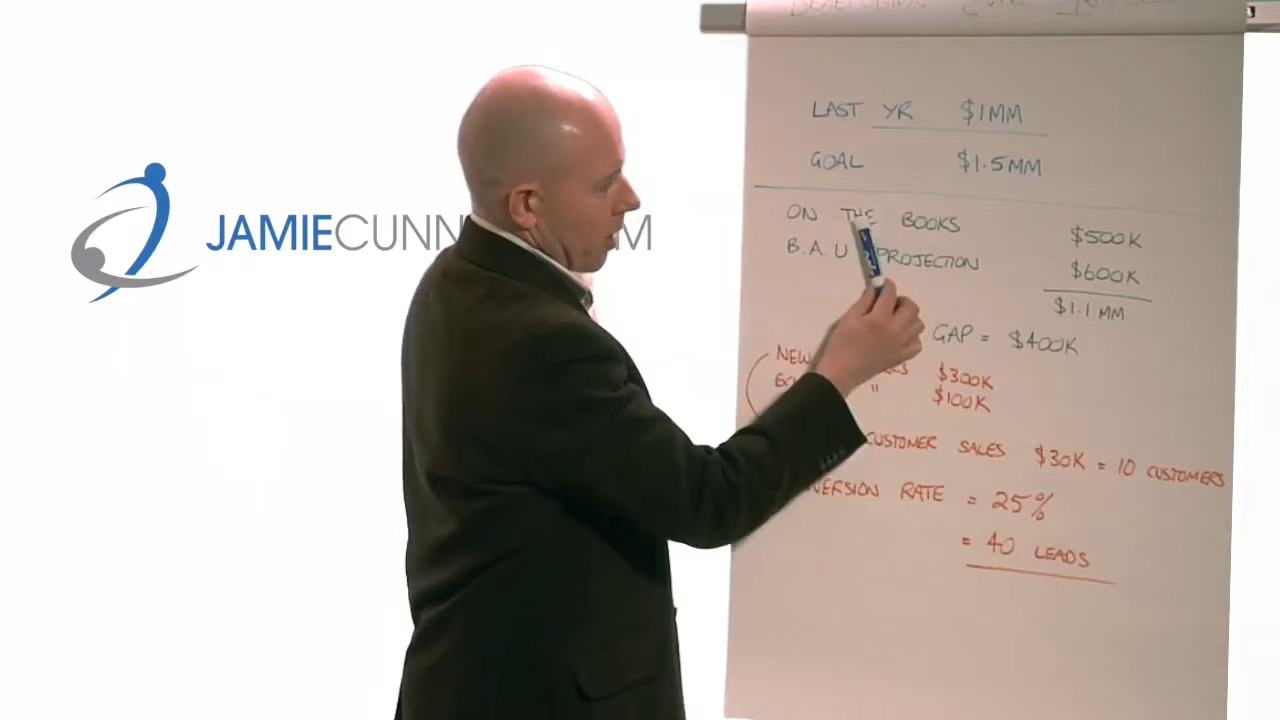 JAMIECUNN M
LAST YR $1MM
GOAL $1.5MM
ON THE BOOKS $500K
B.A.U PROJECTION $600K
$1.1MM
GAP = $400K
NEW $300K
" $100K
CUSTOMER SALES $30K = 10 CUSTOMERS
VERSION RATE = 25%
= 40 LEADS